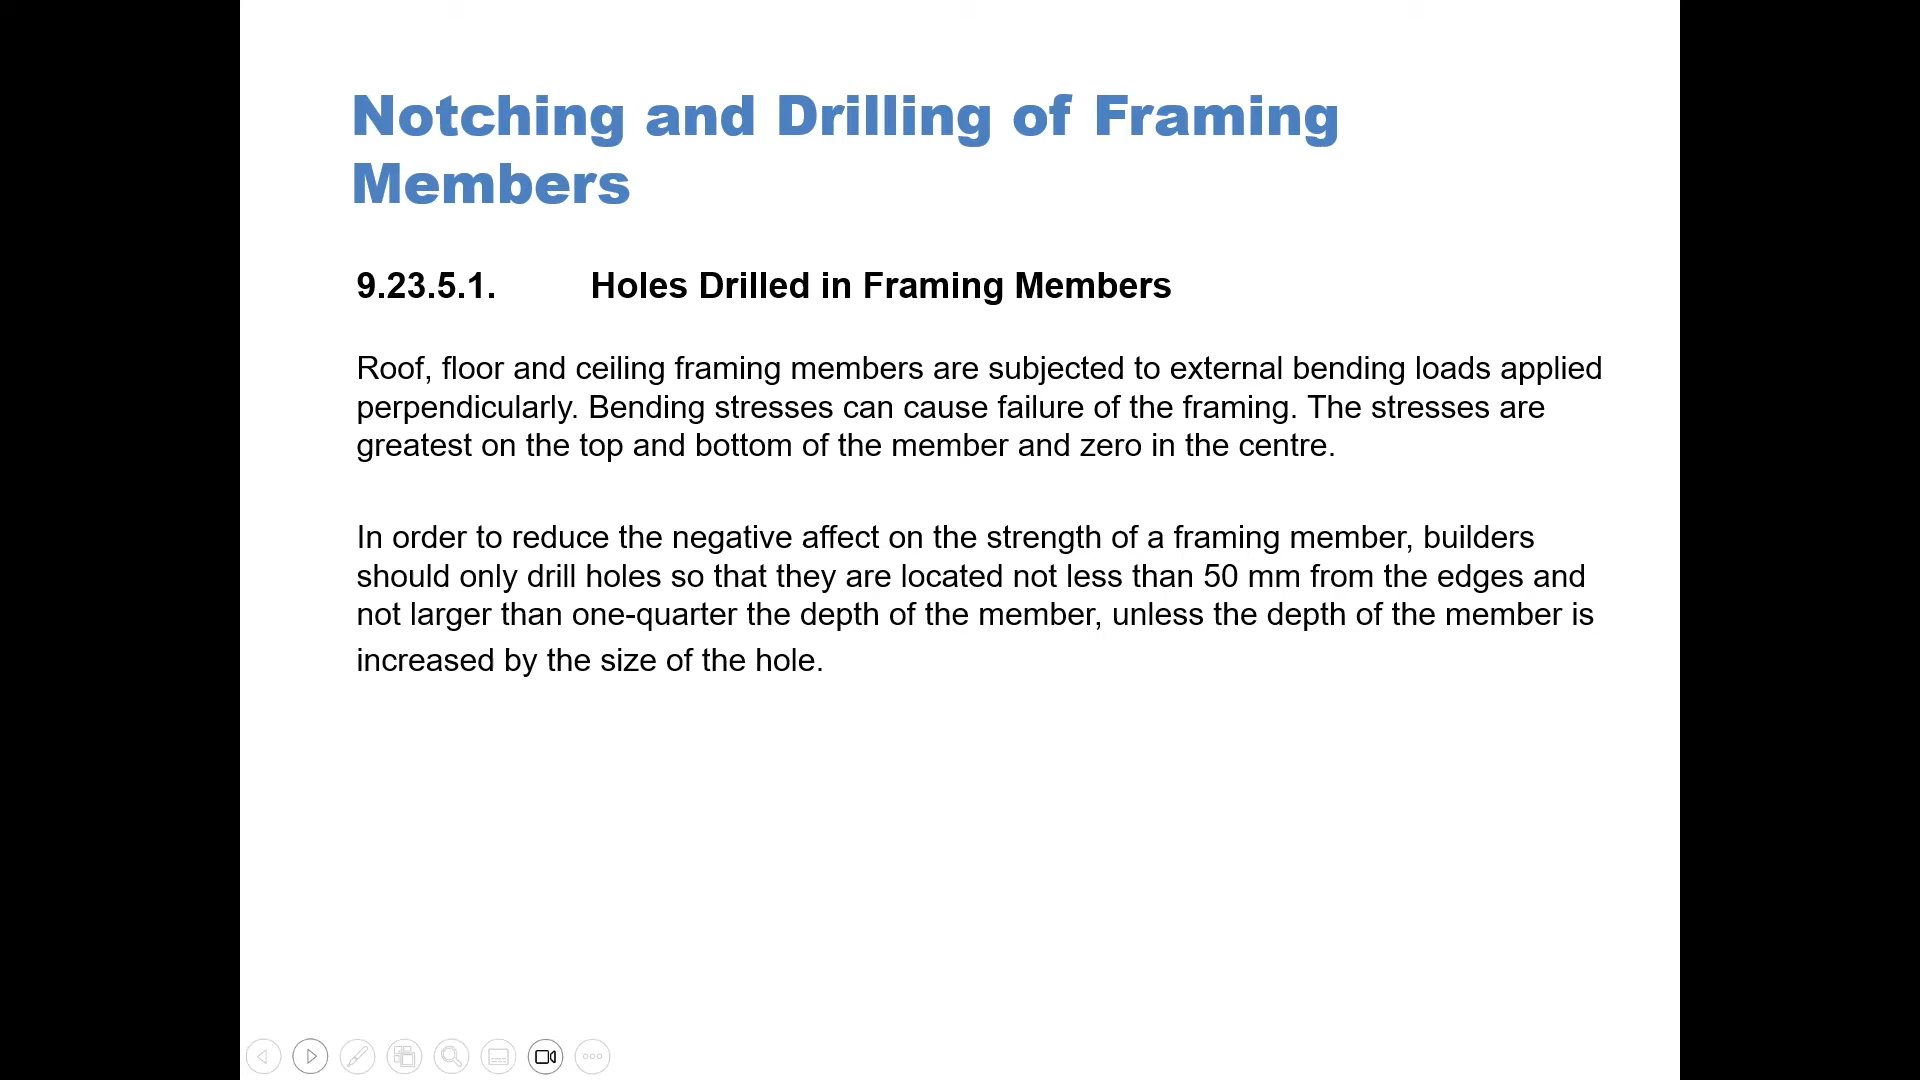 Notching and Drilling of Framing
Members
9.23.5.1. Holes Drilled in Framing Members
Roof, floor and ceiling framing members are subjected to external bending loads applied
perpendicularly. Bending stresses can cause failure of the framing. The stresses are
greatest on the top and bottom of the member and zero in the centre.
In order to reduce the negative affect on the strength of a framing member, builders
should only drill holes so that they are located not less than 50 mm from the edges and
not larger than one-quarter the depth of the member, unless the depth of the member is
increased by the size of the hole.